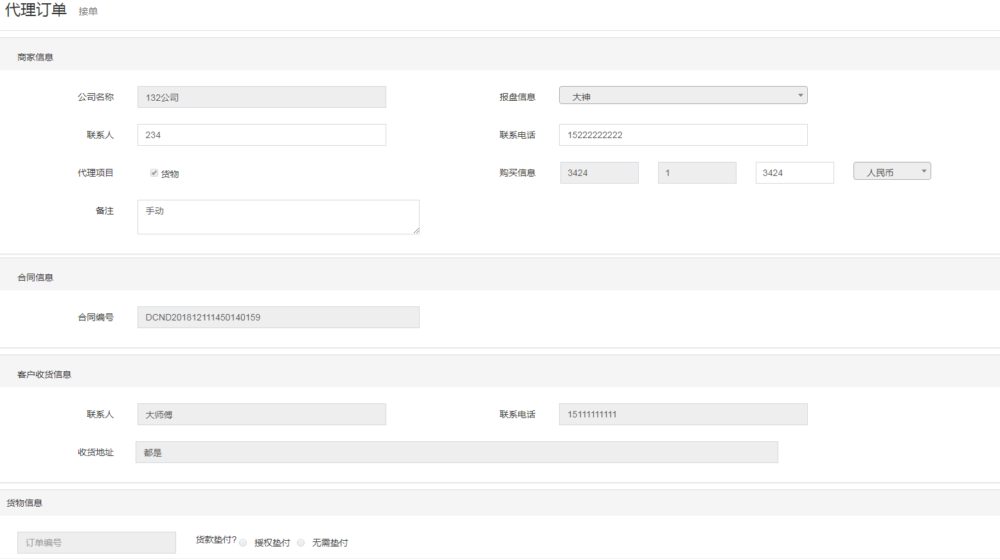 代理订单 接单
商家信息
公司名称 132公司 报盘信息 大神
联系人 234 联系电话 15222222222
代理项目 货物 购买信息 3424 1 3424 人民币
备注 手动
合同信息
合同编号 DCND201812111450140159
客户收货信息
联系人 大师傅 联系电话 15111111111
收货地址 都是
货物信息
订单编号 货款垫付? 授权垫付 无需垫付